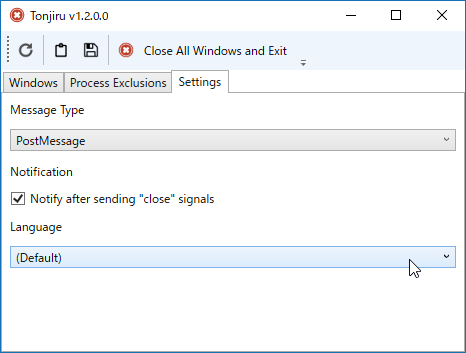 Tonjiru v1.2.0.0
Close All Windows and Exit
Windows Process Exclusions Settings
Message Type
PostMessage
Notification
Notify after sending "close" signals
Language
(Default)